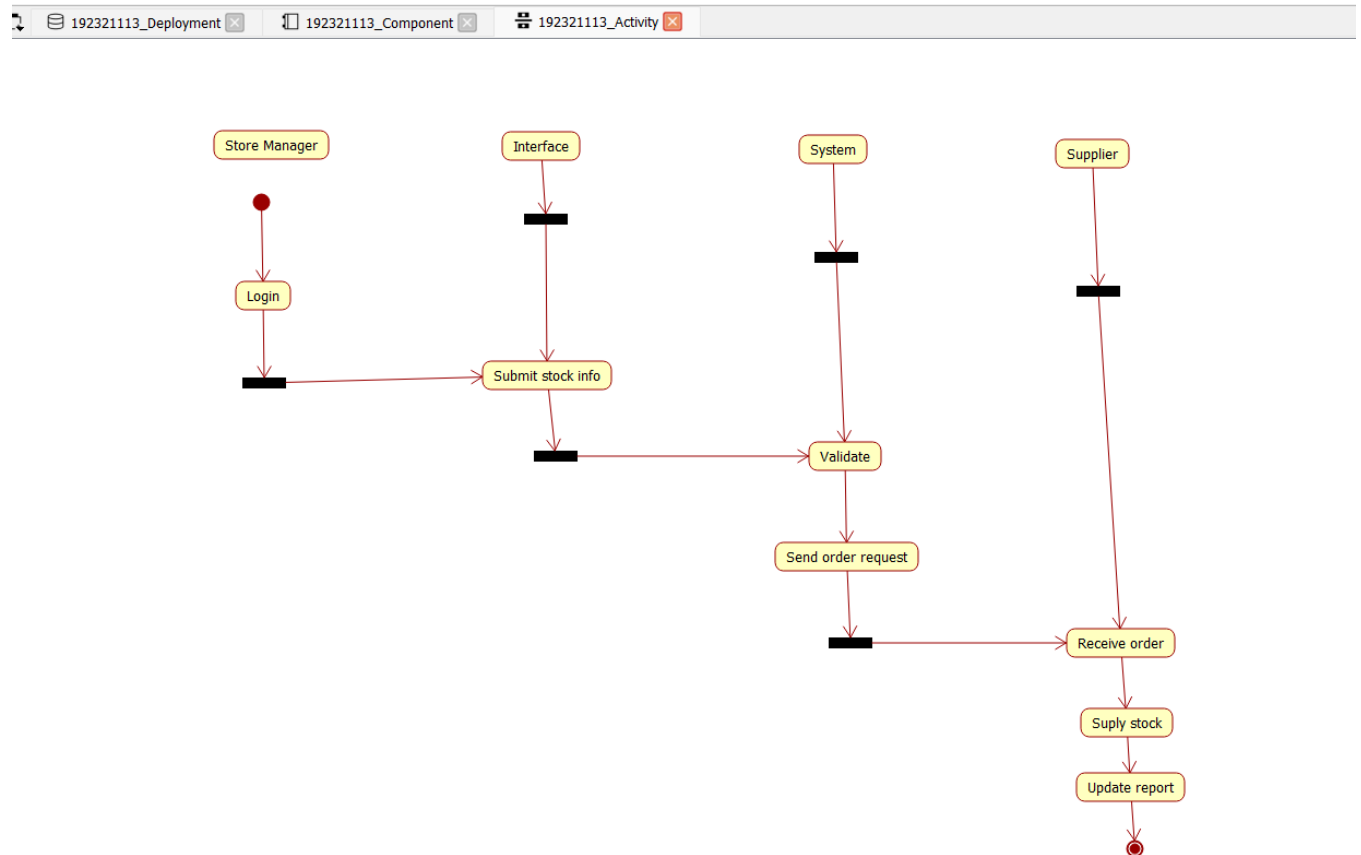 192321113_Deployment
192321113_Component
192321113_Activity
Store Manager
Interface
System
Supplier
Login
Submit stock info
Validate
Send order request
Receive order
Suply stock
Update report